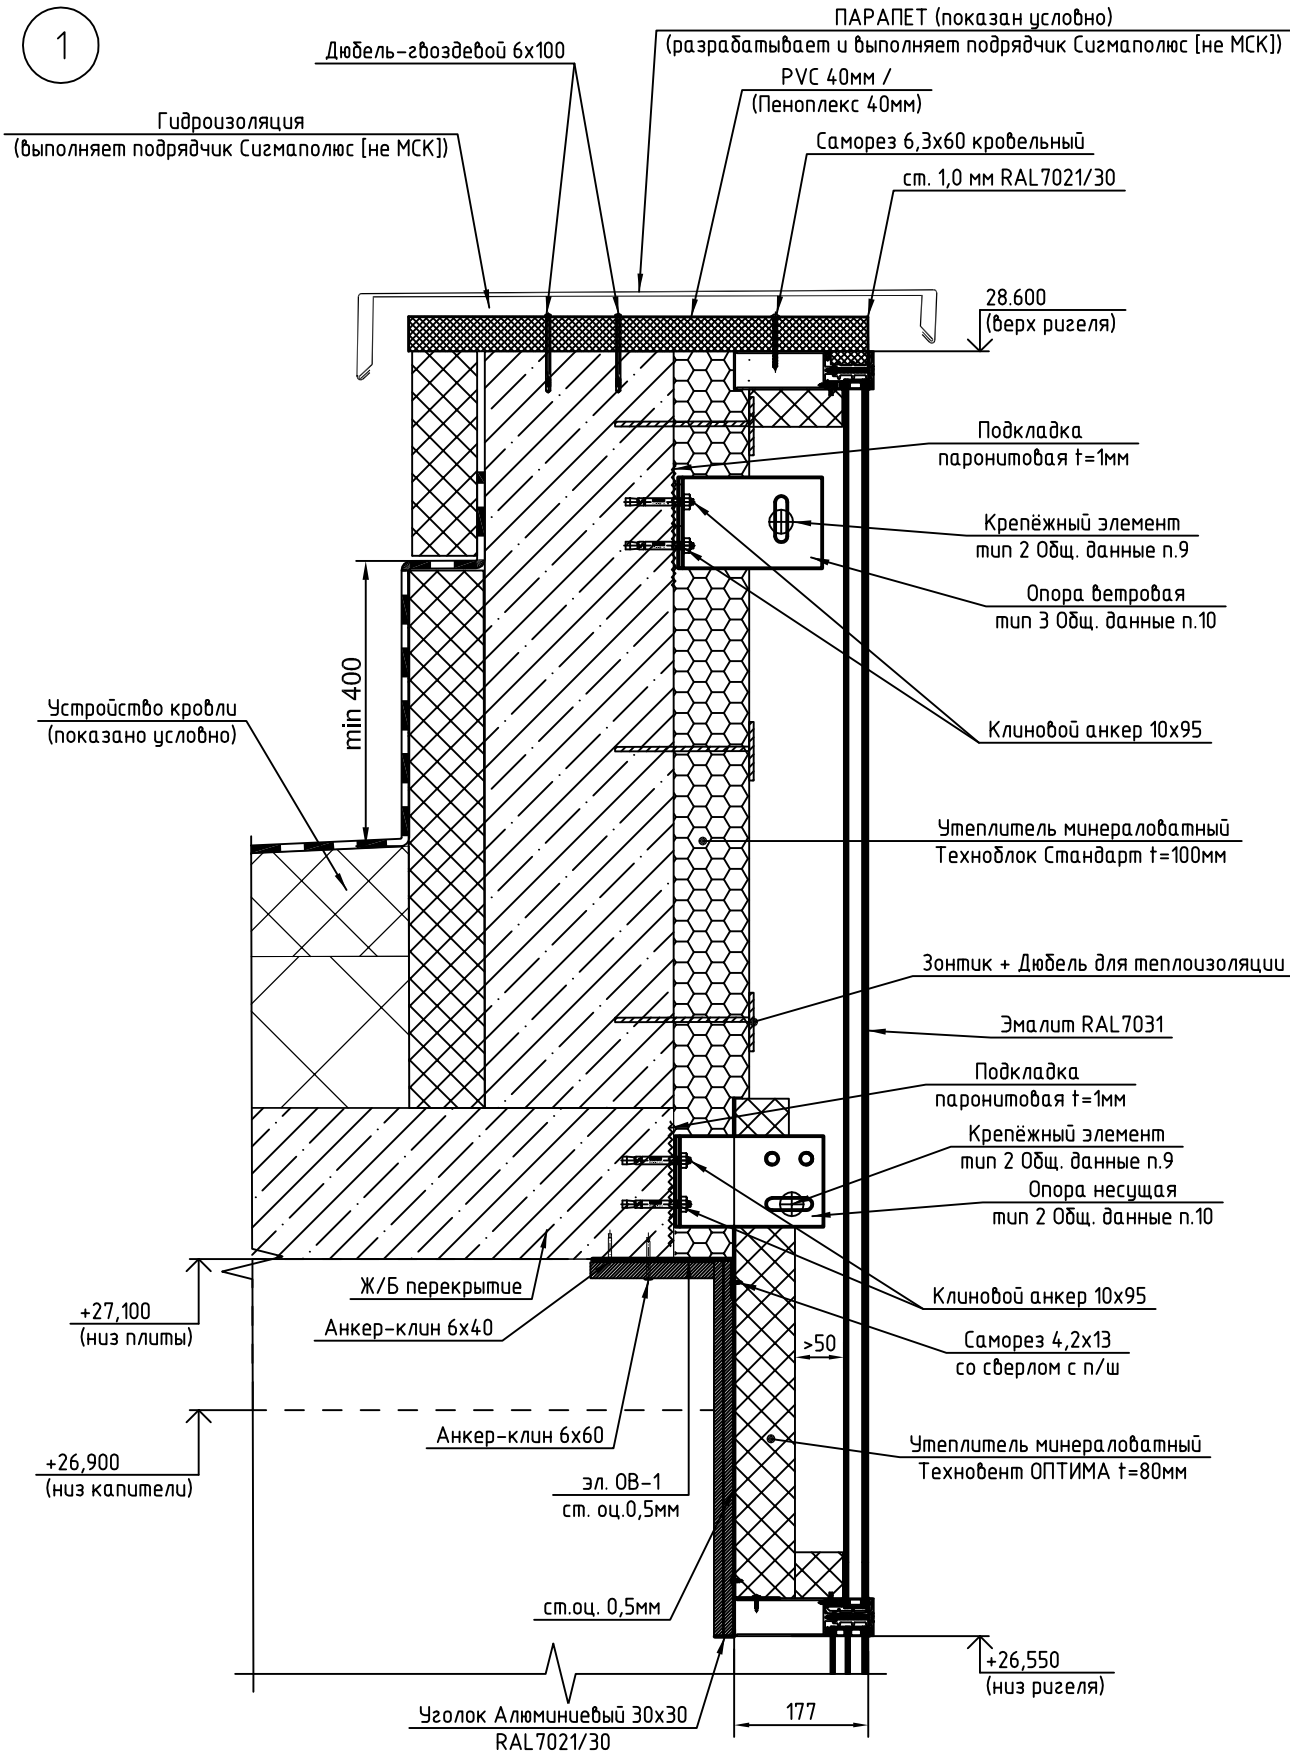 1
ПАРАПЕТ (показан условно)
(разрабатывает и выполняет подрядчик Сигмаполюс [не МСК])
Дюбель-гвоздевой 6х100
PVC 40мм /
(Пеноплекс 40мм)
Гидроизоляция
(выполняет подрядчик Сигмаполюс [не МСК])
Саморез 6,3х60 кровельный
ст. 1,0 мм RAL7021/30
28.600
(верх ригеля)
Подкладка
паронитовая t=1мм
Крепёжный элемент
тип 2 Общ. данные п.9
Опора ветровая
тип 3 Общ. данные п.10
min 400
Устройство кровли
(показано условно)
Клиновой анкер 10х95
Утеплитель минераловатный
Техноблок Стандарт t=100мм
Зонтик + Дюбель для теплоизоляции
Эмалит RAL7031
Подкладка
паронитовая t=1мм
Крепёжный элемент
тип 2 Общ. данные п.9
Опора несущая
тип 2 Общ. данные п.10
Ж/Б перекрытие
Клиновой анкер 10х95
+27,100
(низ плиты)
Анкер-клин 6х40
>50
Саморез 4,2х13
со сверлом с п/ш
Анкер-клин 6х60
Утеплитель минераловатный
Техновент ОПТИМА t=80мм
+26,900
(низ капители)
эл. ОВ-1
ст. оц.0,5мм
ст.оц. 0,5мм
+26,550
(низ ригеля)
Уголок Алюминиевый 30х30
RAL7021/30
177